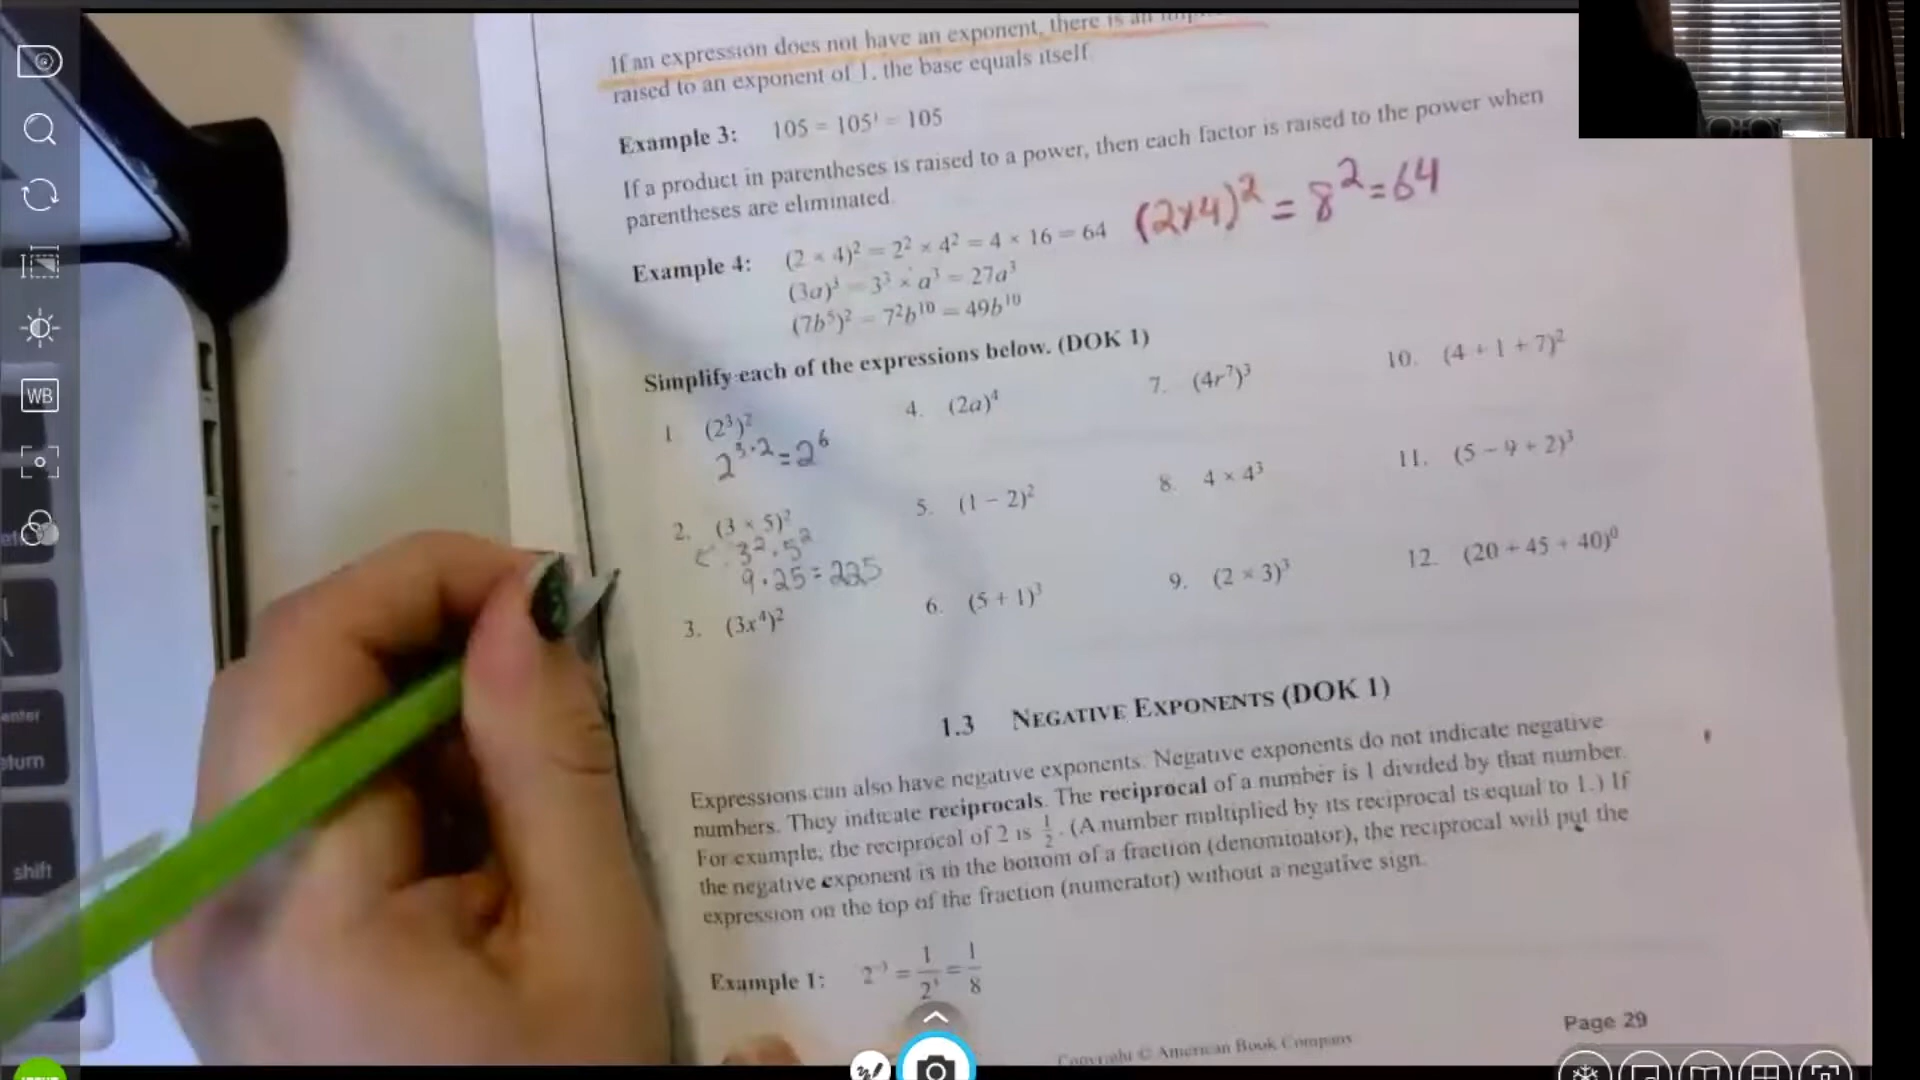 If an expression does not have an exponent, there is an
raised to an exponent of 1, the base equals itself.
Example 3: 105 = 105¹ = 105
If a product in parentheses is raised to a power, then each factor is raised to the power when
parentheses are eliminated.
Example 4: (2 × 4)² = 2² × 4² = 4 × 16 = 64 (2×4)² = 8² = 64
(3a)³ = 3³ × a³ = 27a³
(7b⁵)² = 7²b¹⁰ = 49b¹⁰
Simplify each of the expressions below. (DOK 1)
1 (2³)² 4. (2a)⁴ 7. (4r⁷)³ 10. (4 + 1 + 7)²
2³·² = 2⁶
2. (3 × 5)² 5. (1 − 2)² 8. 4 × 4³ 11. (5 − 9 + 2)³
3² · 5²
9 · 25 = 225
3. (3x⁴)² 6. (5 + 1)³ 9. (2 × 3)³ 12. (20 + 45 + 40)⁰
1.3 NEGATIVE EXPONENTS (DOK 1)
Expressions can also have negative exponents. Negative exponents do not indicate negative
numbers. They indicate reciprocals. The reciprocal of a number is 1 divided by that number.
For example, the reciprocal of 2 is 1/2. (A number multiplied by its reciprocal is equal to 1.) If
the negative exponent is in the bottom of a fraction (denominator), the reciprocal will put the
expression on the top of the fraction (numerator) without a negative sign.
Example 1: 2⁻³ = 1/2³ = 1/8
Page 29
Copyright © American Book Company
WB
enter
return
shift